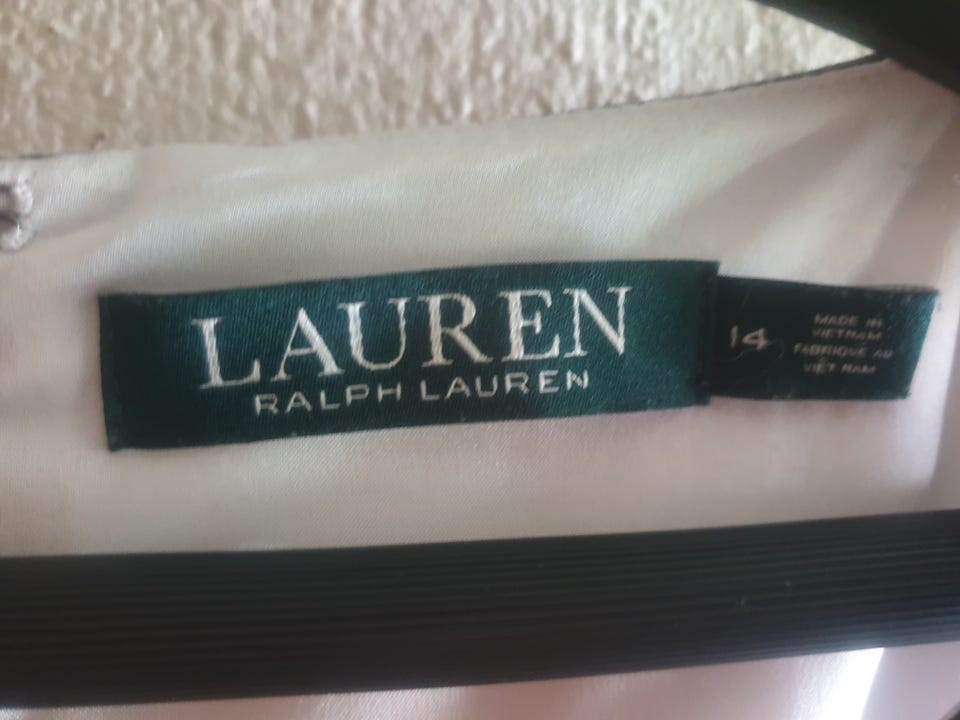 LAUREN
RALPH LAUREN
14
MADE IN
VIETNAM
FABRIQUÉ AU
VIÊT NAM